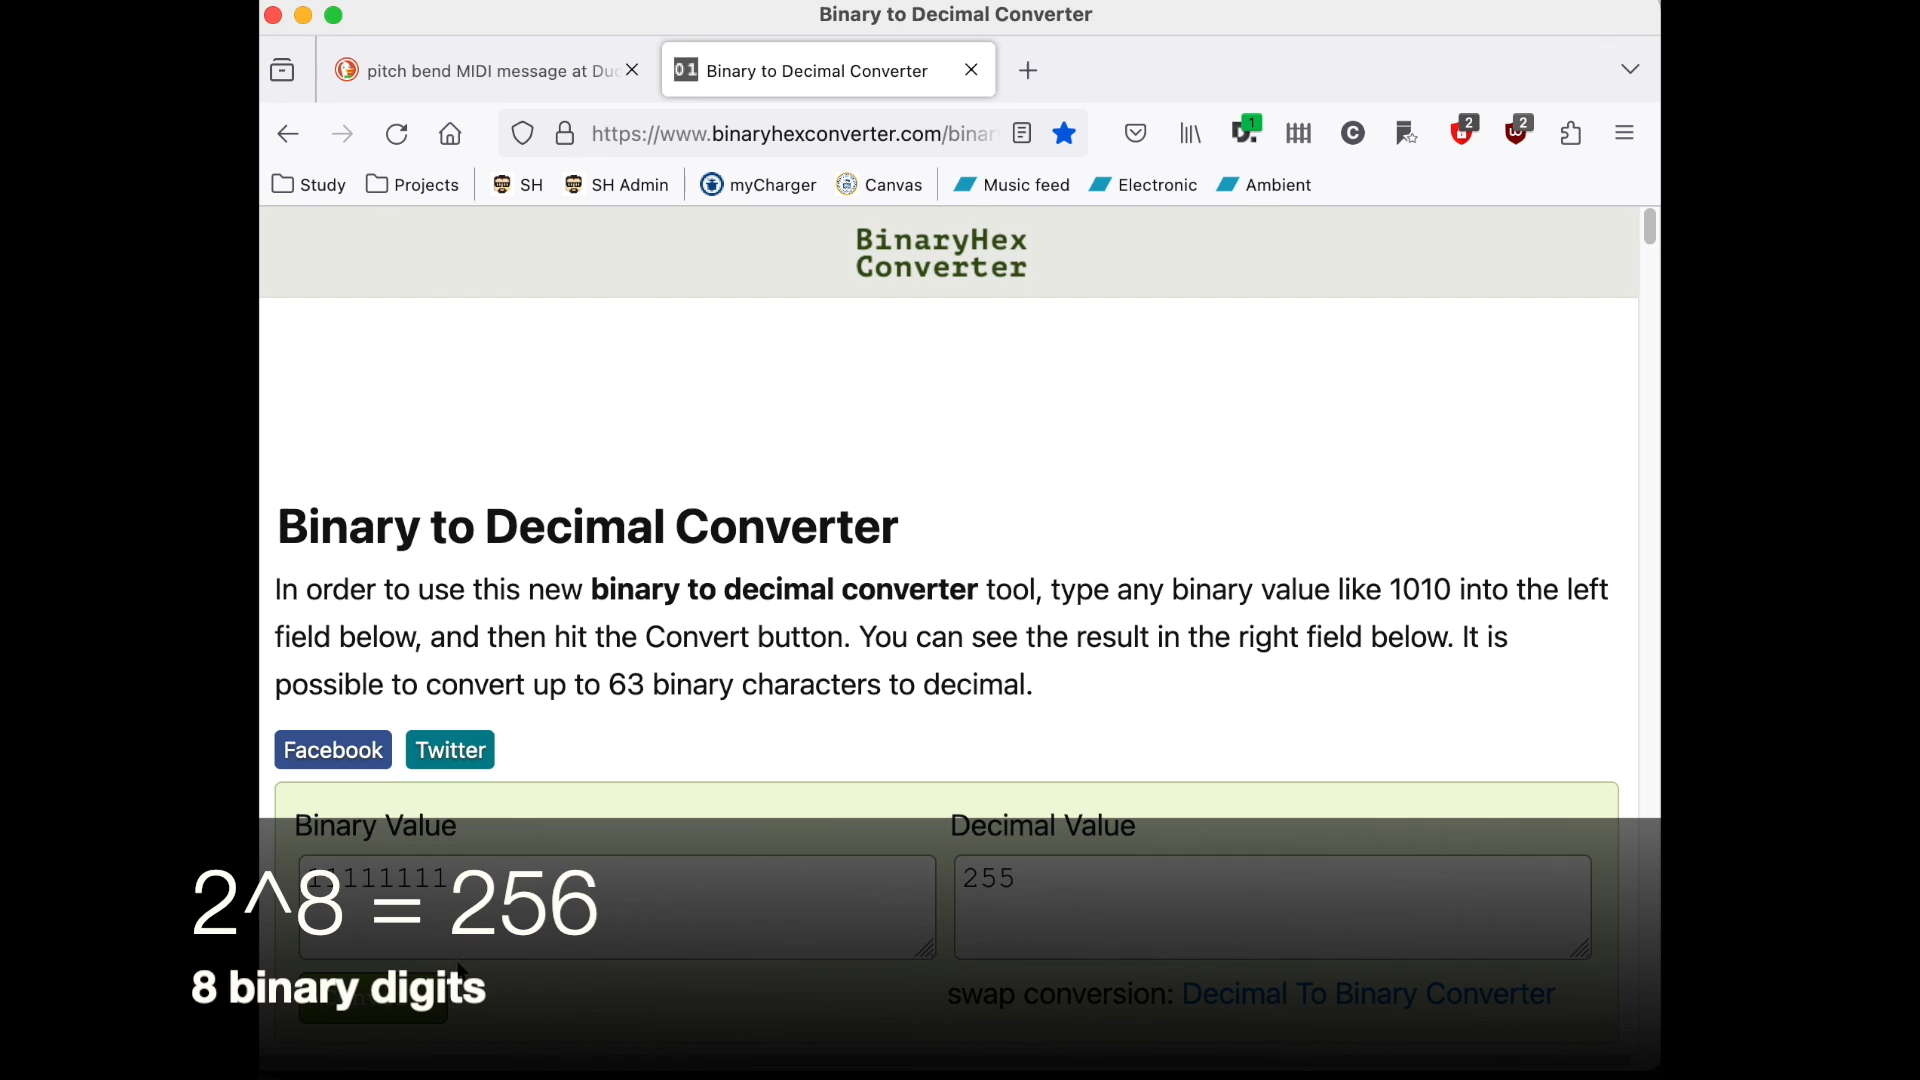 Binary to Decimal Converter
pitch bend MIDI message at Du
01 Binary to Decimal Converter
https://www.binaryhexconverter.com/binar
1
C
2
2
Study
Projects
SH
SH Admin
myCharger
Canvas
Music feed
Electronic
Ambient
BinaryHex
Converter
Binary to Decimal Converter
In order to use this new binary to decimal converter tool, type any binary value like 1010 into the left
field below, and then hit the Convert button. You can see the result in the right field below. It is
possible to convert up to 63 binary characters to decimal.
Facebook
Twitter
Binary Value
Decimal Value
11111111
255
2^8 = 256
8 binary digits
swap conversion: Decimal To Binary Converter